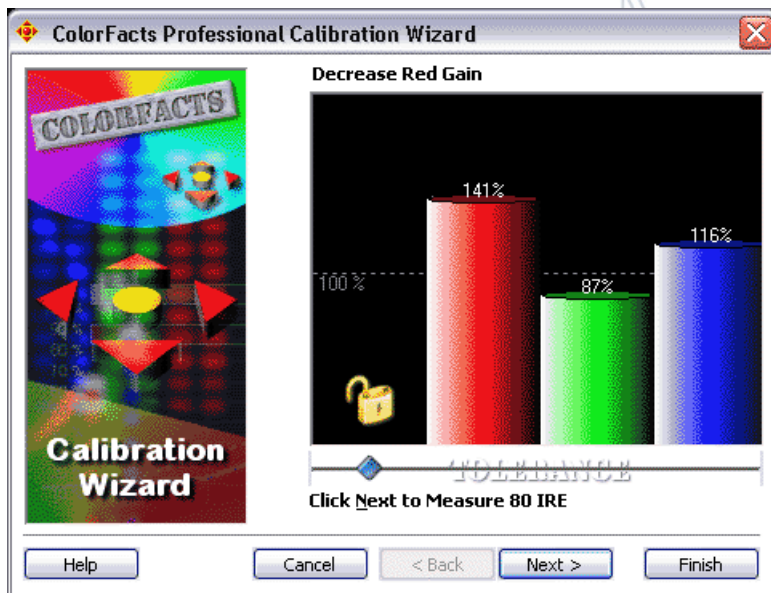 ColorFacts Professional Calibration Wizard
Decrease Red Gain
COLORFACTS
141%
116%
100 %
87%
Calibration
Wizard
TOLERANCE
Click Next to Measure 80 IRE
Help
Cancel
< Back
Next >
Finish